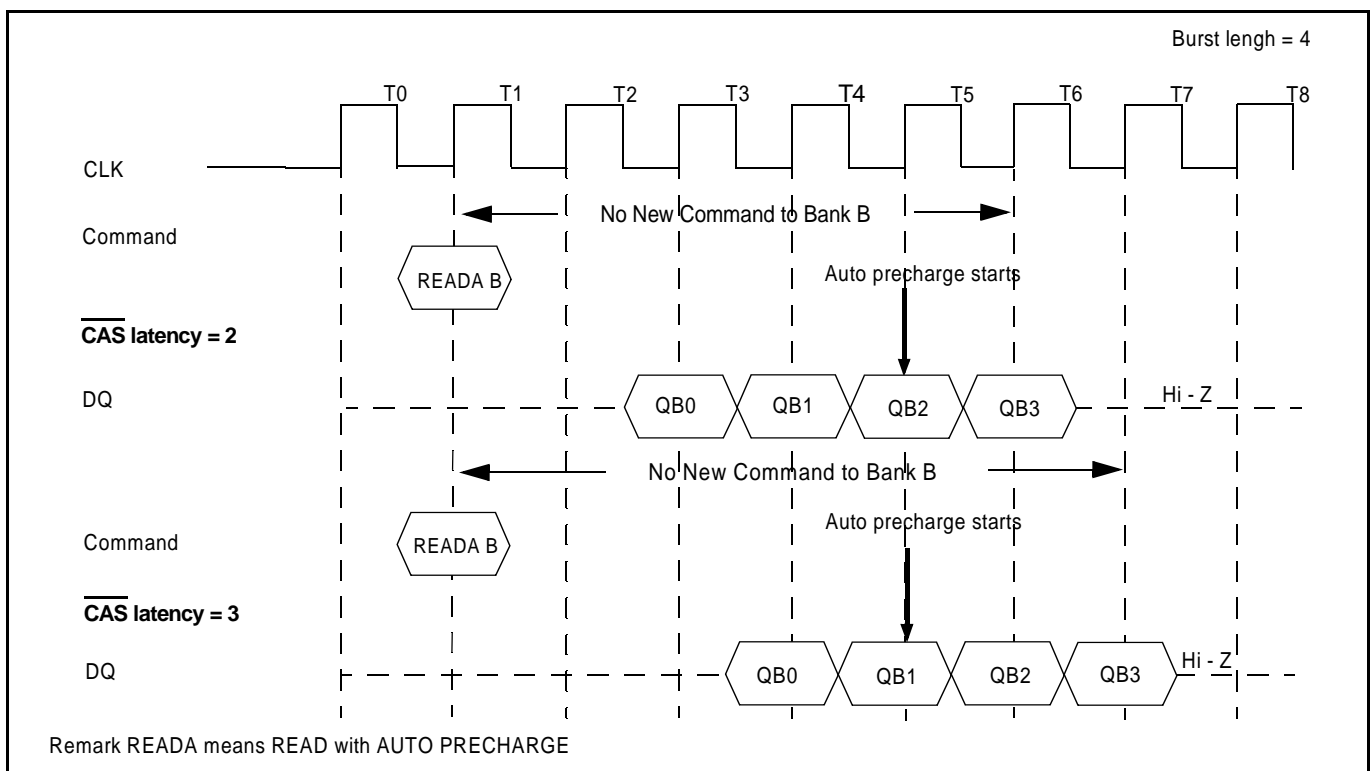 Burst lengh = 4
T0 T1 T2 T3 T4 T5 T6 T7 T8
CLK
No New Command to Bank B
Command
READA B
Auto precharge starts
CAS latency = 2
DQ
QB0 QB1 QB2 QB3 Hi - Z
No New Command to Bank B
Command
READA B
Auto precharge starts
CAS latency = 3
DQ
QB0 QB1 QB2 QB3 Hi - Z
Remark READA means READ with AUTO PRECHARGE